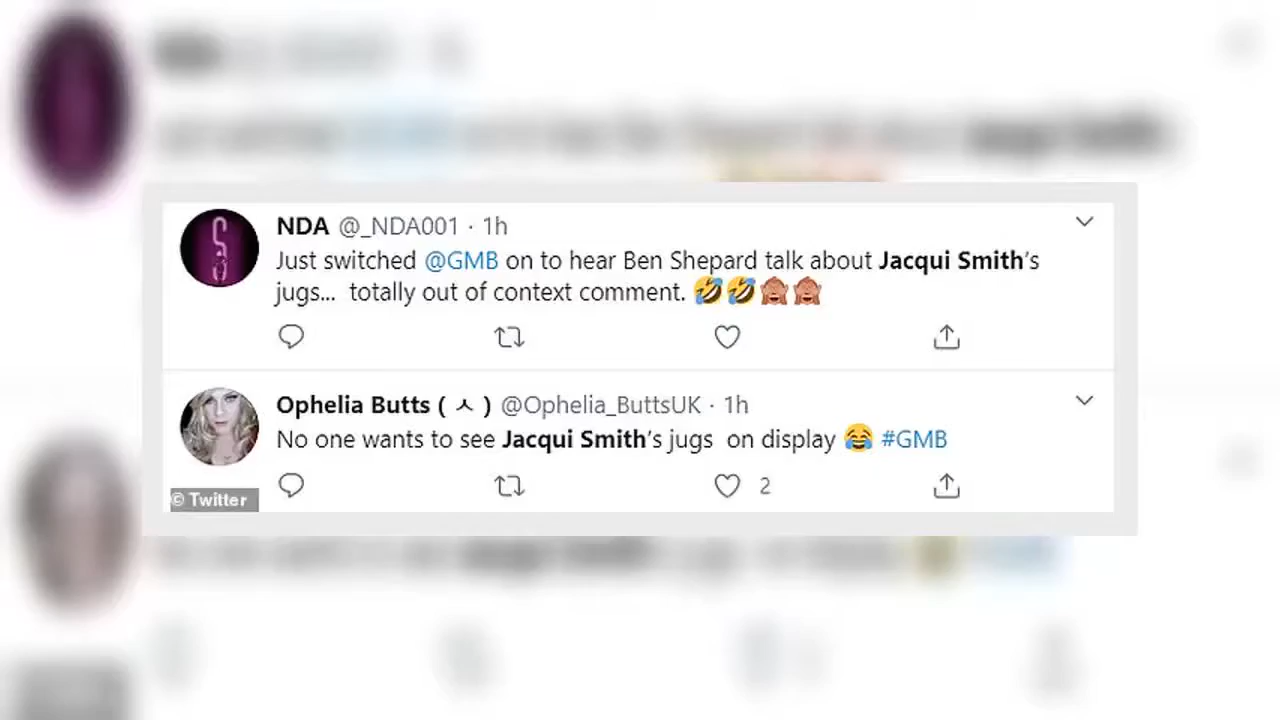 NDA @_NDA001 · 1h
Just switched @GMB on to hear Ben Shepard talk about Jacqui Smith's
jugs... totally out of context comment. 🤣🤣🙈🙈
Ophelia Butts ( ㅅ ) @Ophelia_ButtsUK · 1h
No one wants to see Jacqui Smith's jugs on display 😂 #GMB
2
© Twitter